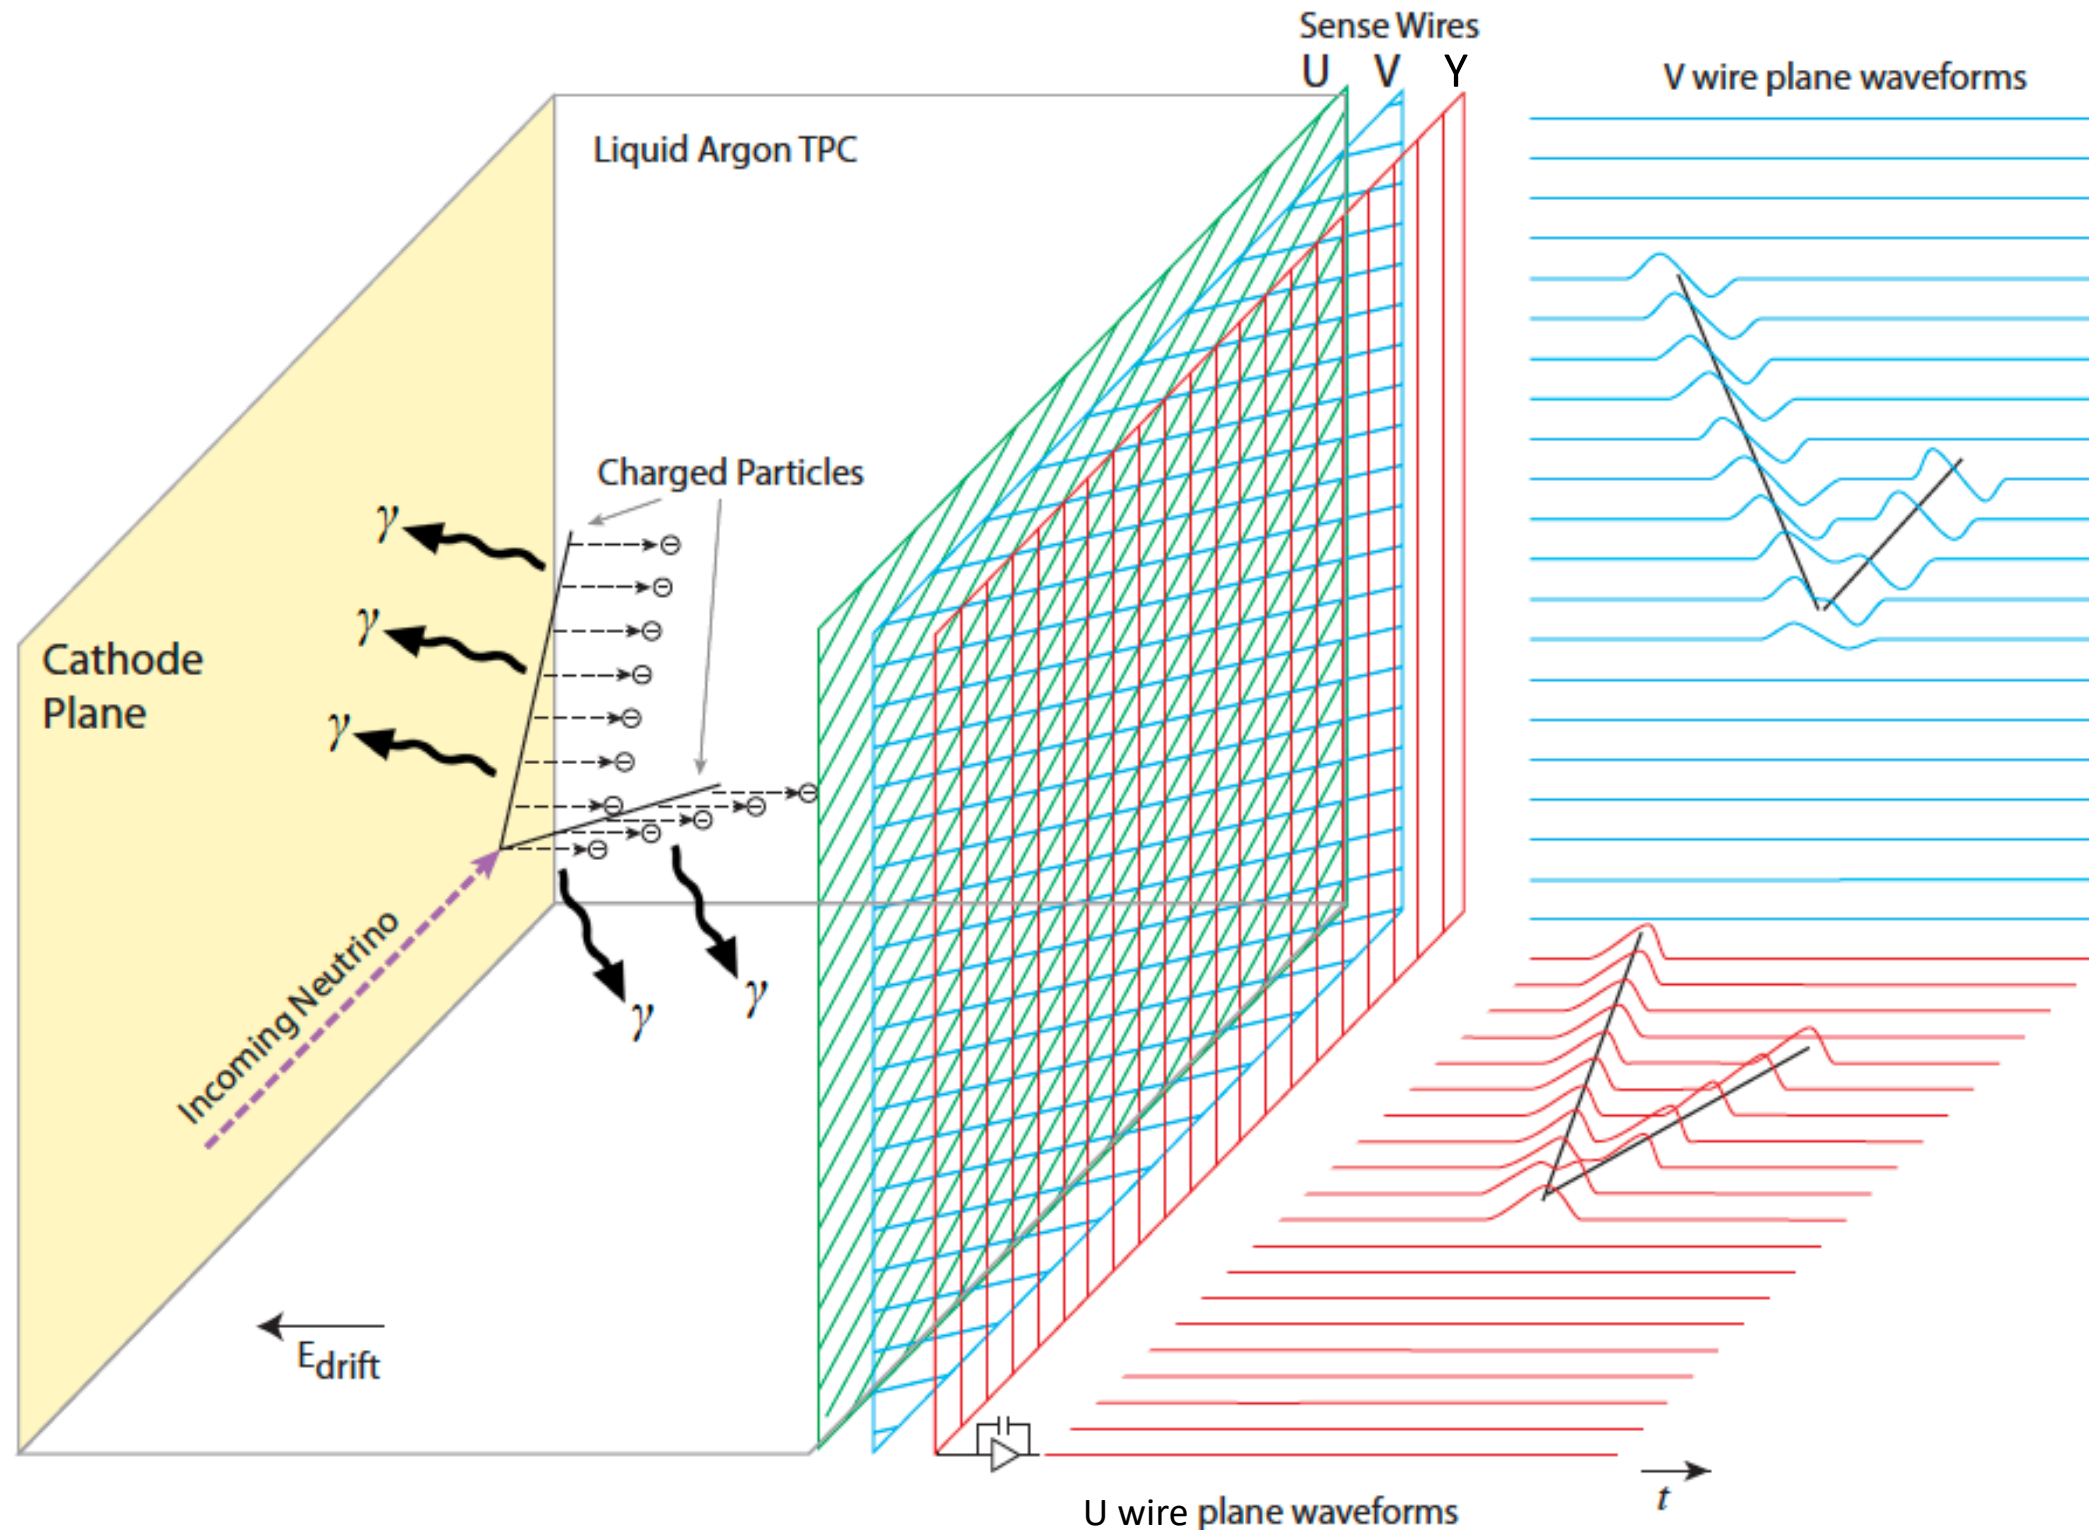 Sense Wires
U V Y
V wire plane waveforms
Liquid Argon TPC
Charged Particles
γ
γ
γ
Cathode
Plane
Incoming Neutrino
γ
γ
Edrift
t
U wire plane waveforms